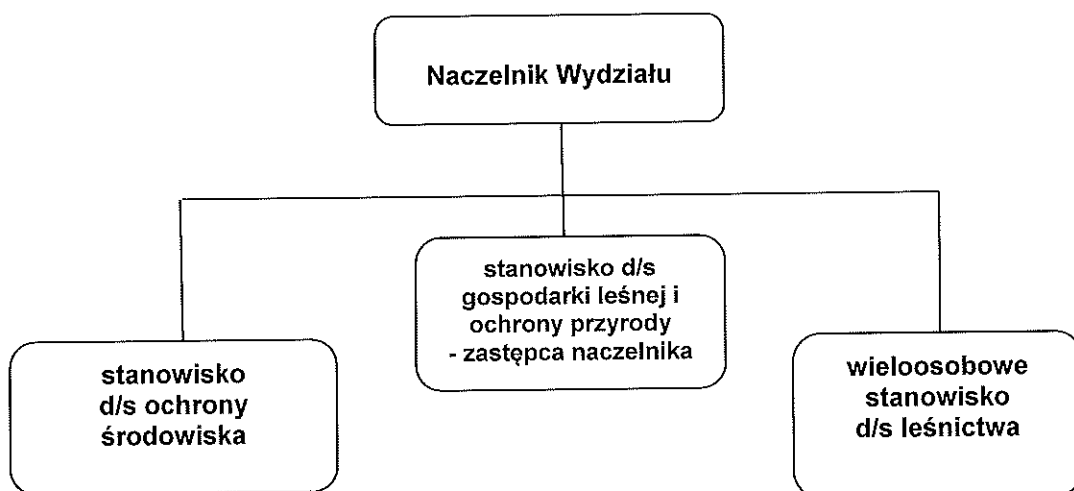 Naczelnik Wydziału
stanowisko d/s
gospodarki leśnej i
ochrony przyrody
- zastępca naczelnika
stanowisko
d/s ochrony
środowiska
wieloosobowe
stanowisko
d/s leśnictwa